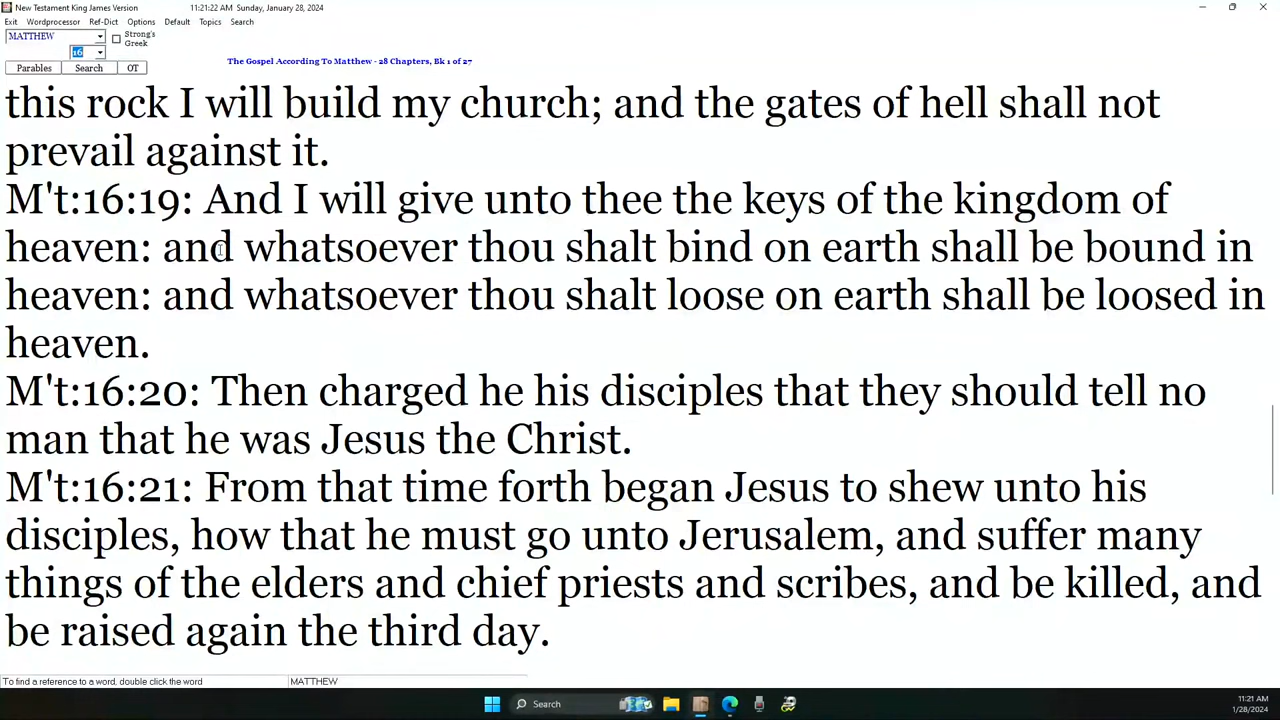 New Testament King James Version 11:21:22 AM Sunday, January 28, 2024
Exit Wordprocessor Ref-Dict Options Default Topics Search
MATTHEW
Strong's
Greek
16
Parables Search OT
The Gospel According To Matthew - 28 Chapters, Bk 1 of 27
this rock I will build my church; and the gates of hell shall not
prevail against it.
M't:16:19: And I will give unto thee the keys of the kingdom of
heaven: and whatsoever thou shalt bind on earth shall be bound in
heaven: and whatsoever thou shalt loose on earth shall be loosed in
heaven.
M't:16:20: Then charged he his disciples that they should tell no
man that he was Jesus the Christ.
M't:16:21: From that time forth began Jesus to shew unto his
disciples, how that he must go unto Jerusalem, and suffer many
things of the elders and chief priests and scribes, and be killed, and
be raised again the third day.
To find a reference to a word, double click the word MATTHEW
Search
11:21 AM
1/28/2024